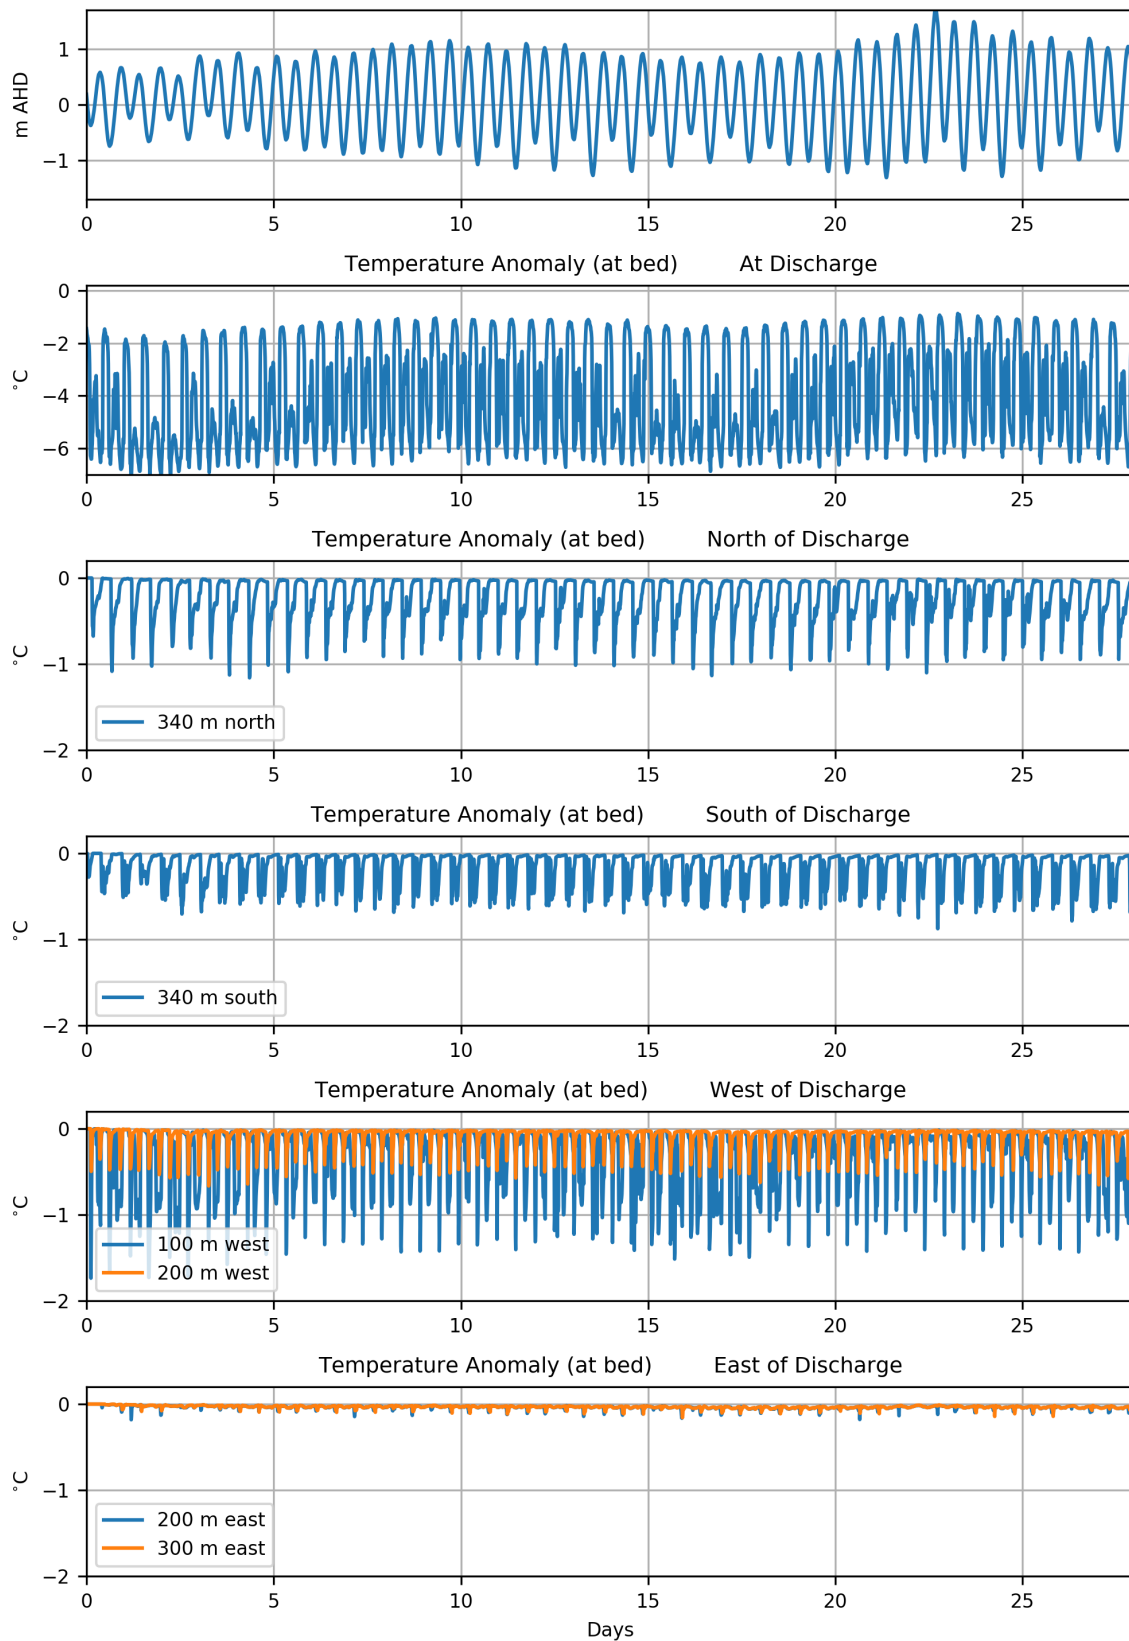 m AHD
1
0
−1
0 5 10 15 20 25
Temperature Anomaly (at bed) At Discharge
°C
0
−2
−4
−6
0 5 10 15 20 25
Temperature Anomaly (at bed) North of Discharge
°C
0
−1
−2
340 m north
0 5 10 15 20 25
Temperature Anomaly (at bed) South of Discharge
°C
0
−1
−2
340 m south
0 5 10 15 20 25
Temperature Anomaly (at bed) West of Discharge
°C
0
−1
−2
100 m west
200 m west
0 5 10 15 20 25
Temperature Anomaly (at bed) East of Discharge
°C
0
−1
−2
200 m east
300 m east
0 5 10 15 20 25
Days